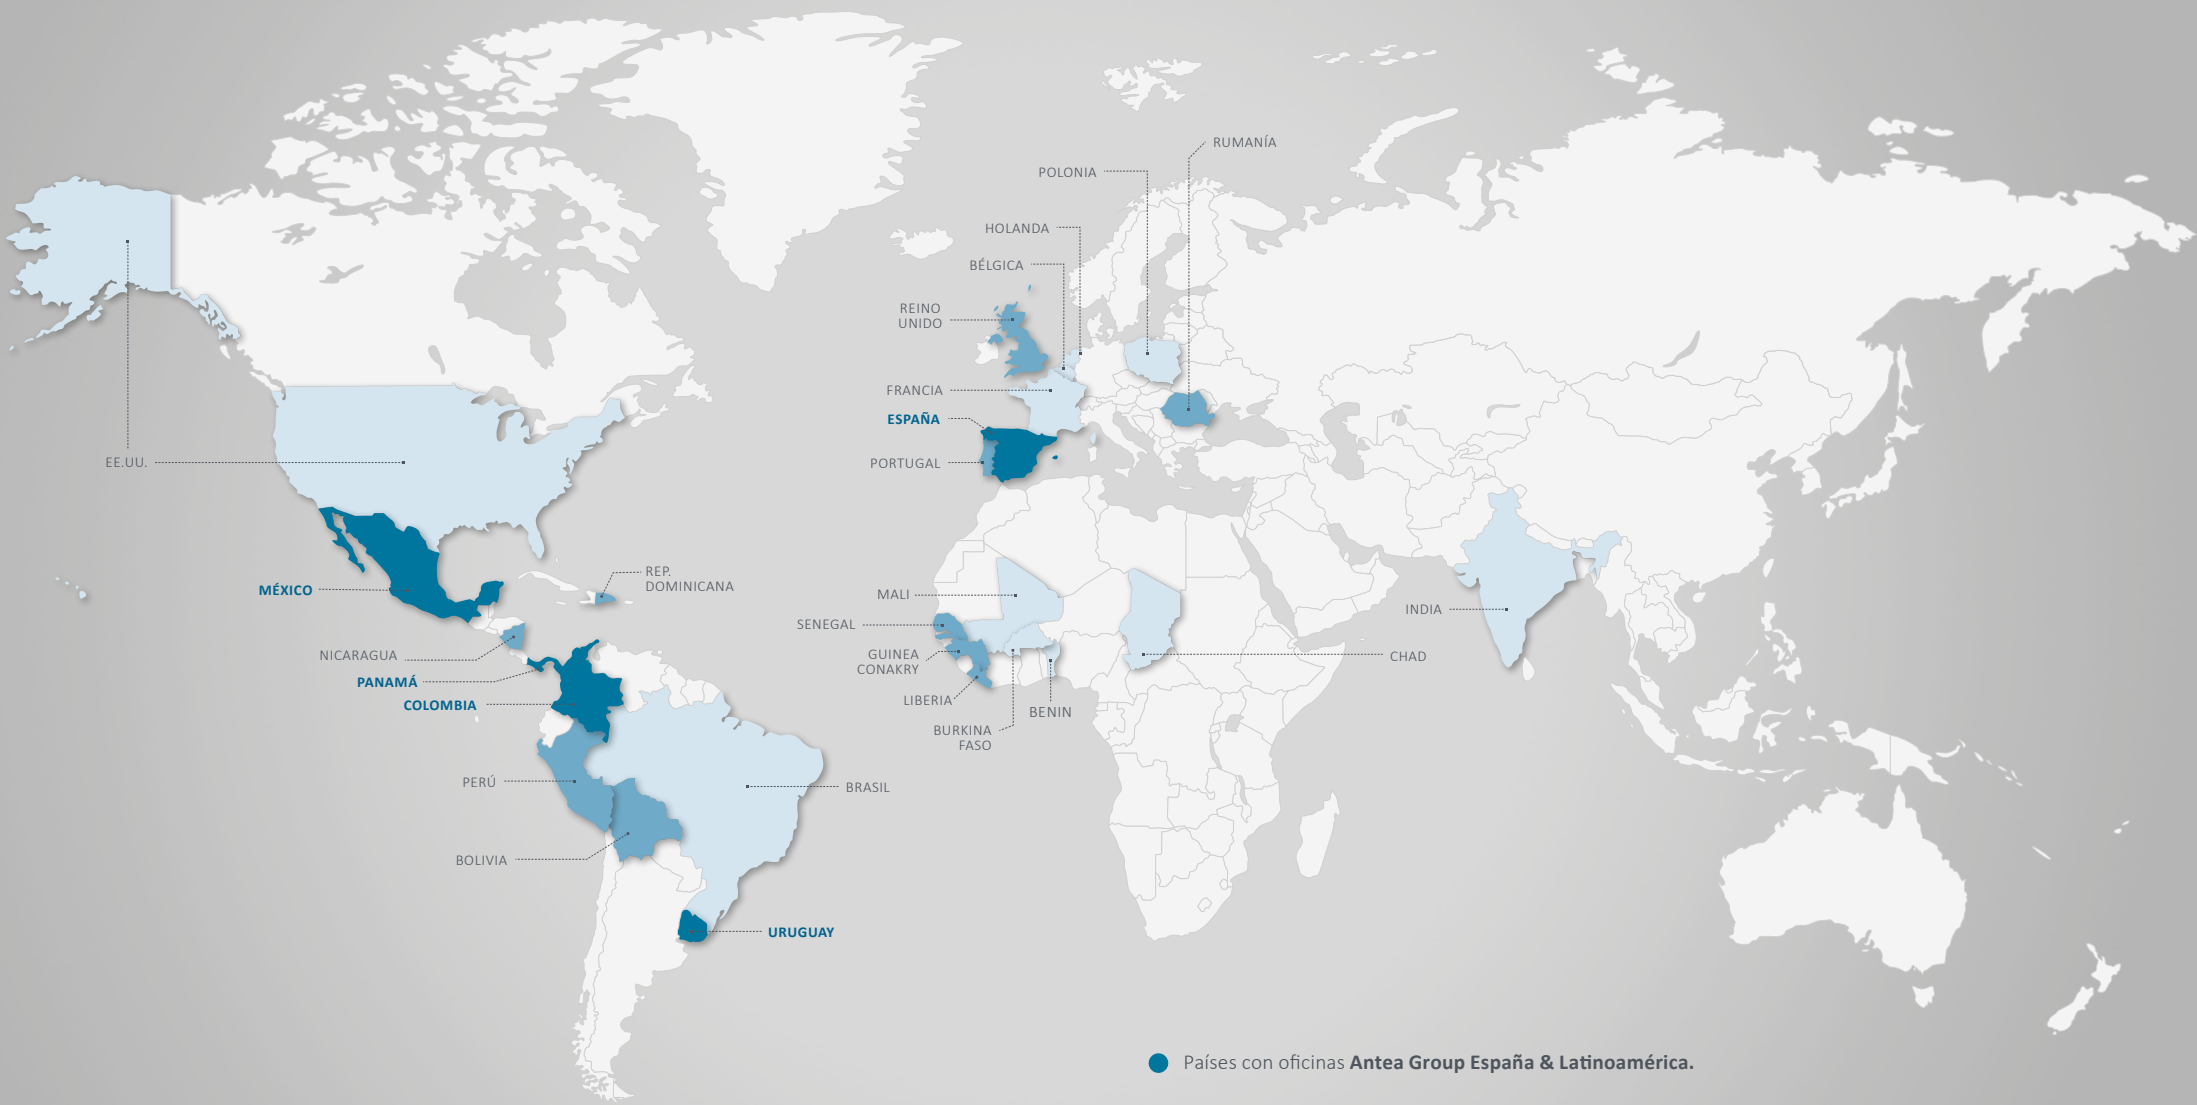 RUMANÍA
POLONIA
HOLANDA
BÉLGICA
REINO
UNIDO
FRANCIA
ESPAÑA
PORTUGAL
EE.UU.
MÉXICO
REP.
DOMINICANA
NICARAGUA
PANAMÁ
COLOMBIA
PERÚ
BRASIL
BOLIVIA
URUGUAY
MALI
SENEGAL
GUINEA
CONAKRY
LIBERIA
BURKINA
FASO
BENIN
CHAD
INDIA
Países con oficinas Antea Group España & Latinoamérica.